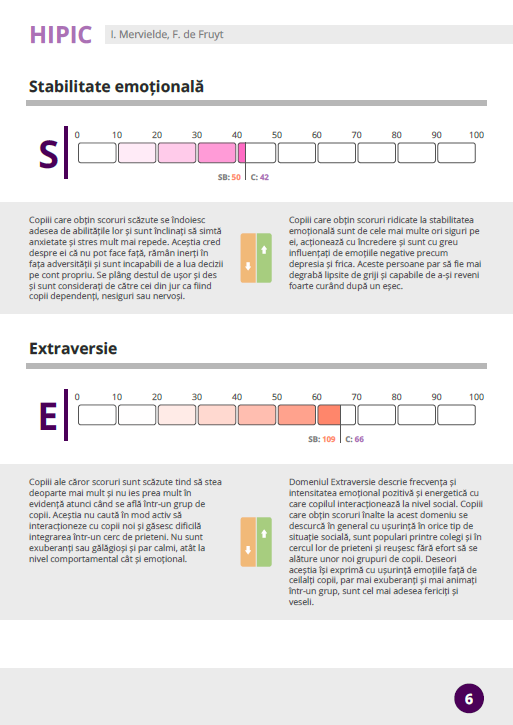 HIPIC
I. Mervielde, F. de Fruyt
Stabilitate emoțională
S
0 10 20 30 40 50 60 70 80 90 100
SB: 50 C: 42
Copiii care obțin scoruri scăzute se îndoiesc
adesea de abilitățile lor și sunt înclinați să simtă
anxietate și stres mult mai repede. Aceștia cred
despre ei că nu pot face față, rămân inerți în
fața adversității și sunt incapabili de a lua decizii
pe cont propriu. Se plâng destul de ușor și des
și sunt considerați de către cei din jur ca fiind
copii dependenți, nesiguri sau nervoși.
Copiii care obțin scoruri ridicate la stabilitatea
emoțională sunt de cele mai multe ori siguri pe
ei, acționează cu încredere și sunt cu greu
influențați de emoțiile negative precum
depresia și frica. Aceste persoane par să fie mai
degrabă lipsite de griji și capabile de a-și reveni
foarte curând după un eșec.
Extraversie
E
0 10 20 30 40 50 60 70 80 90 100
SB: 109 C: 66
Copiii ale căror scoruri sunt scăzute tind să stea
deoparte mai mult și nu ies prea mult în
evidență atunci când se află într-un grup de
copii. Aceștia nu caută în mod activ să
interacționeze cu copii noi și găsesc dificilă
integrarea într-un cerc de prieteni. Nu sunt
exuberanți sau gălăgioși și par calmi, atât la
nivel comportamental cât și emoțional.
Domeniul Extraversie descrie frecvența și
intensitatea emoțional pozitivă și energetică cu
care copilul interacționează la nivel social. Copiii
care obțin scoruri înalte la acest domeniu se
descurcă în general cu ușurință în orice tip de
situație socială, sunt populari printre colegi și în
cercul lor de prieteni și reușesc fără efort să se
alăture unor noi grupuri de copii. Deseori
aceștia își exprimă cu ușurință emoțiile față de
ceilalți copii, par mai exuberanți și mai animați
într-un grup, sunt cel mai adesea fericiți și
veseli.
6